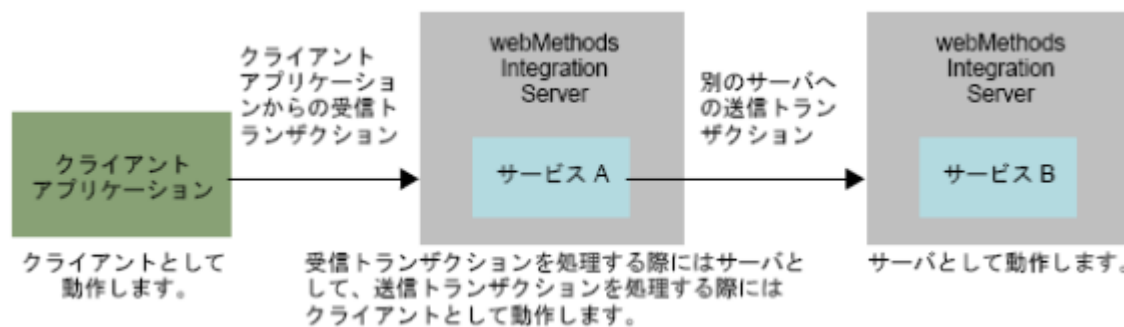 クライアント
アプリケーション
クライアントとして
動作します。
クライアント
アプリケーショ
ンからの受信ト
ランザクション
webMethods
Integration
Server
サービス A
受信トランザクションを処理する際にはサーバと
して、送信トランザクションを処理する際には
クライアントとして動作します。
別のサーバへ
の送信トラン
ザクション
webMethods
Integration
Server
サービス B
サーバとして動作します。